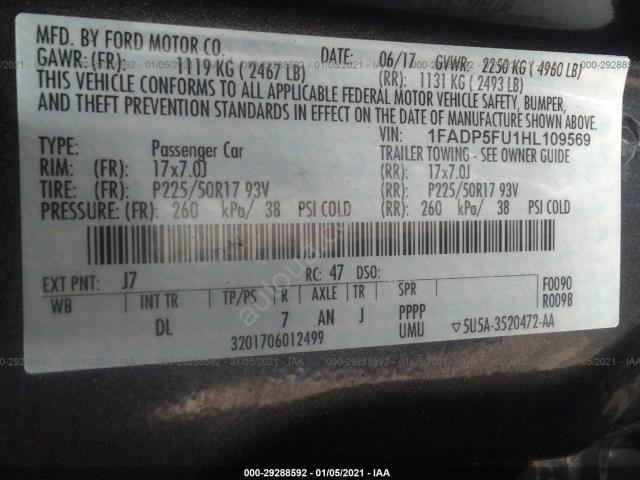 MFD. BY FORD MOTOR CO.
DATE: 06/17 GVWR: 2250 KG ( 4960 LB)
GAWR: (FR): 1119 KG ( 2467 LB) (RR): 1131 KG ( 2493 LB)
THIS VEHICLE CONFORMS TO ALL APPLICABLE FEDERAL MOTOR VEHICLE SAFETY, BUMPER,
AND THEFT PREVENTION STANDARDS IN EFFECT ON THE DATE OF MANUFACTURE SHOWN ABOVE.
VIN: 1FADP5FU1HL109569
TYPE: Passenger Car TRAILER TOWING - SEE OWNER GUIDE
RIM: (FR): 17x7.0J (RR): 17x7.0J
TIRE: (FR): P225/50R17 93V (RR): P225/50R17 93V
PRESSURE: (FR): 260 kPa/ 38 PSI COLD (RR): 260 kPa/ 38 PSI COLD
EXT PNT: J7 RC: 47 DSO: F0090
WB INT TR TP/PS R AXLE TR SPR R0098
DL 7 AN J PPPP
UMU 5U5A-3520472-AA
3201706012499
000-29288592 - 01/05/2021 - IAA